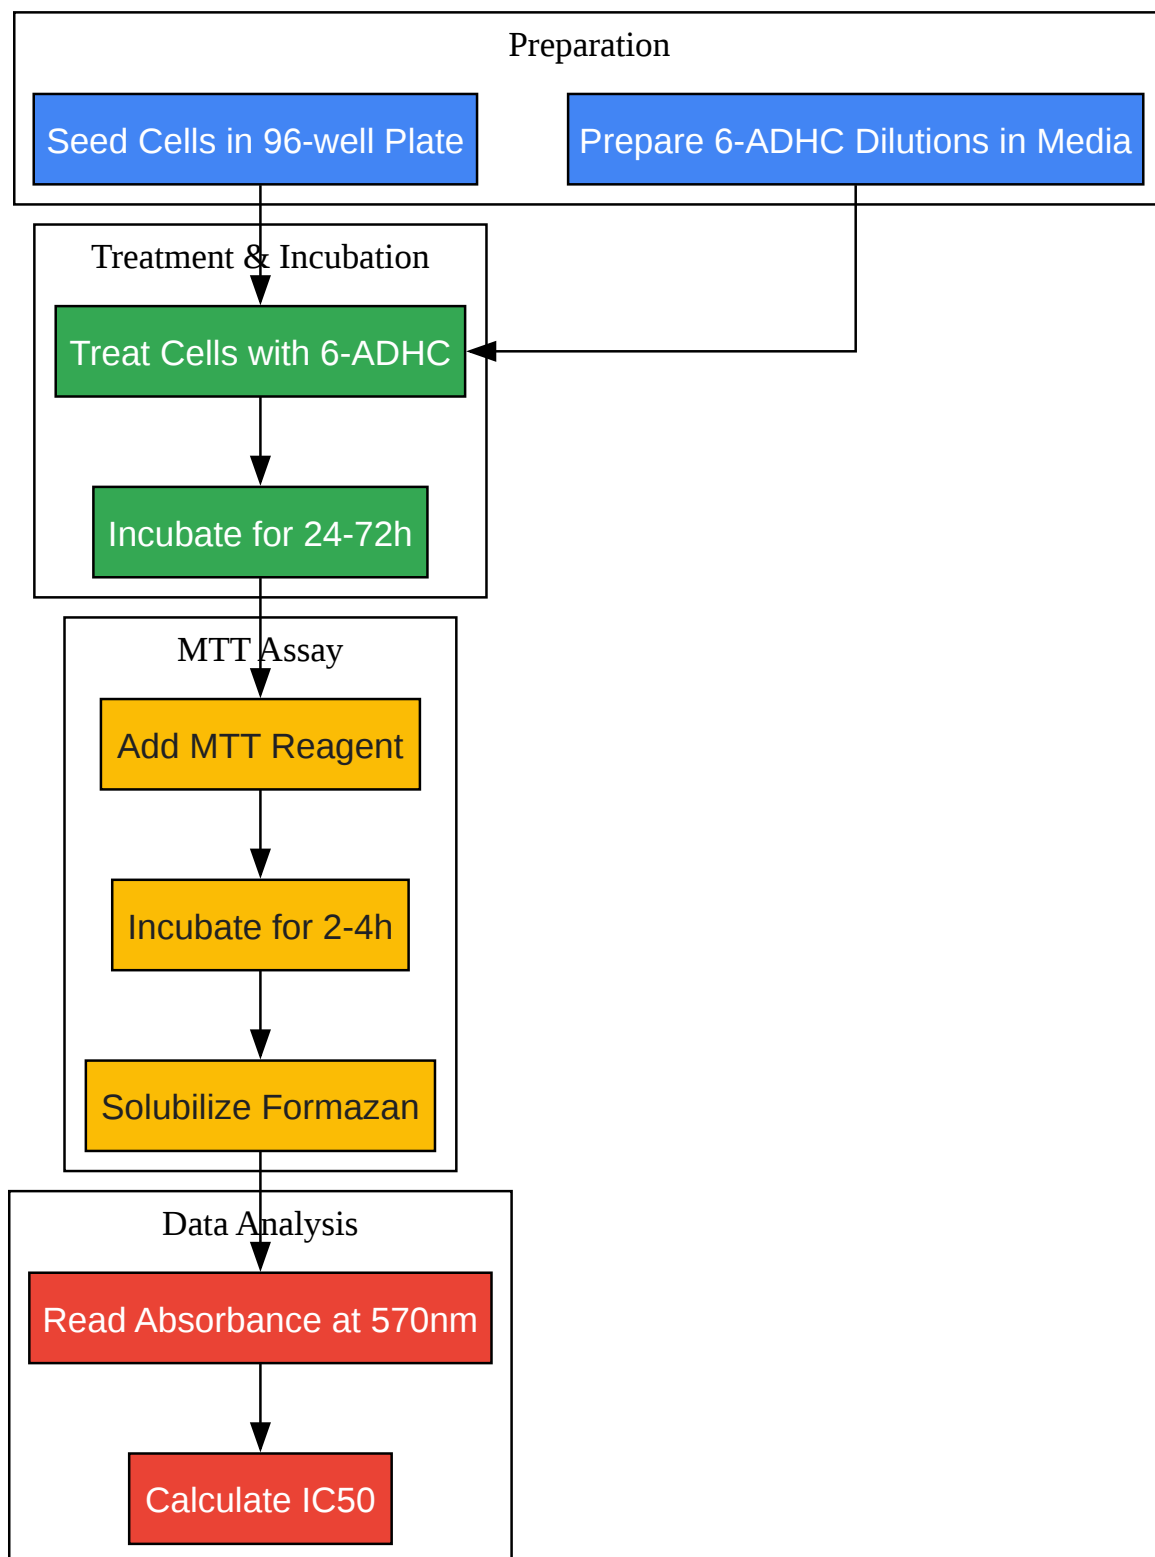 Preparation
Seed Cells in 96-well Plate
Prepare 6-ADHC Dilutions in Media
Treatment & Incubation
Treat Cells with 6-ADHC
Incubate for 24-72h
MTT Assay
Add MTT Reagent
Incubate for 2-4h
Solubilize Formazan
Data Analysis
Read Absorbance at 570nm
Calculate IC50